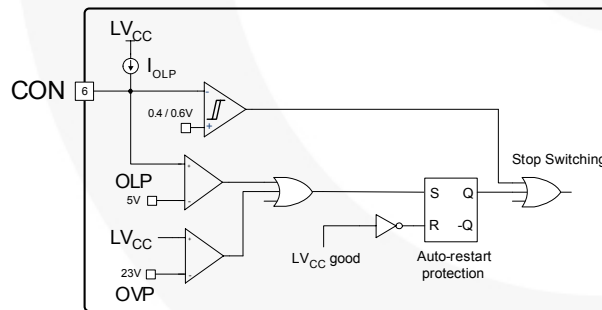 LVCC
IOLP
CON 6
0.4 / 0.6V
- +
Stop Switching
OLP
5V
+ -
S Q
R -Q
LVCC
23V
OVP
+ -
LVCC good
Auto-restart
protection